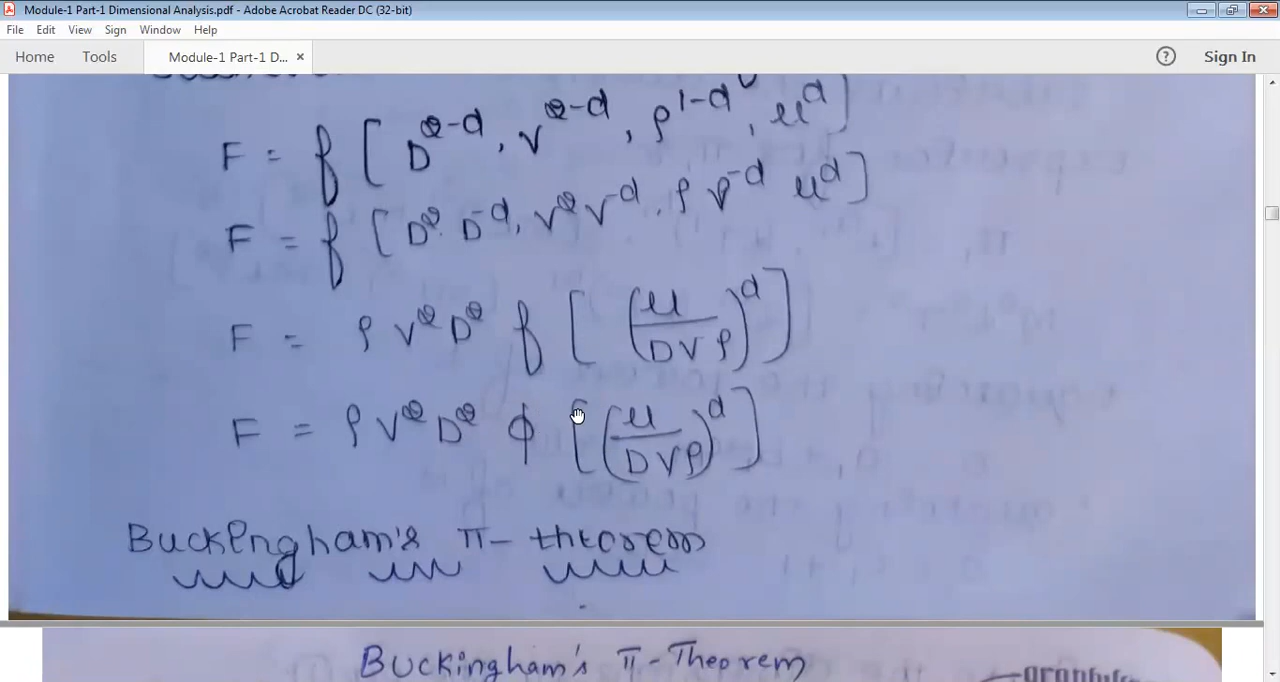 Module-1 Part-1 Dimensional Analysis.pdf - Adobe Acrobat Reader DC (32-bit)
File Edit View Sign Window Help
Home Tools Module-1 Part-1 D... × ? Sign In
F = f [ D^2-d, V^2-d, ρ^1-d, μ^d ]
F = f [ D^2 D^-d, V^2 V^-d, ρ ρ^-d μ^d ]
F = ρ V^2 D^2 f [ (μ / DVρ)^d ]
F = ρ V^2 D^2 ϕ [ (μ / DVρ)^d ]
Buckingham's π- theorem
Buckingham's π-Theorem